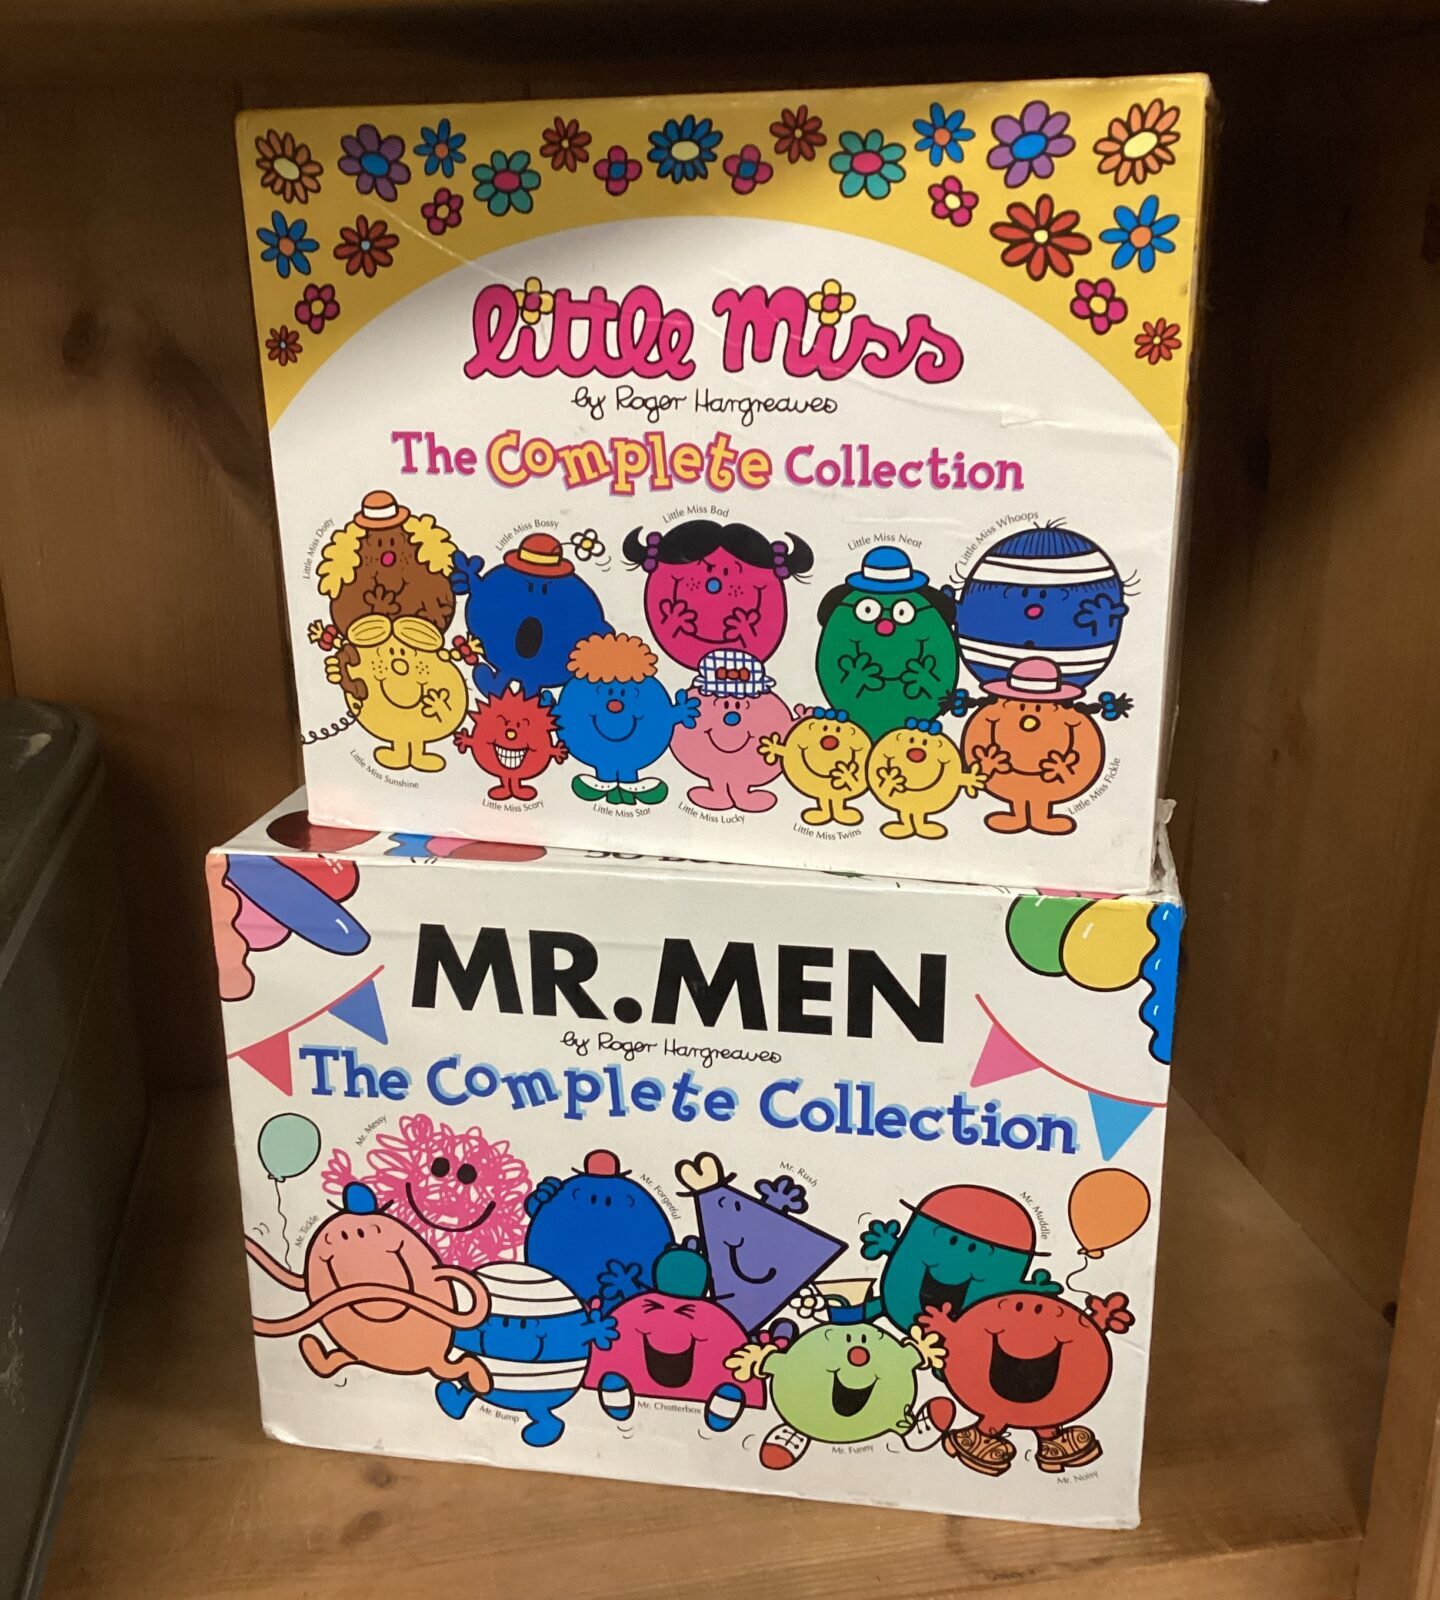 little Miss
by Roger Hargreaves
The Complete Collection
Little Miss Dotty
Little Miss Bossy
Little Miss Bad
Little Miss Neat
Little Miss Whoops
Little Miss Sunshine
Little Miss Scary
Little Miss Star
Little Miss Lucky
Little Miss Twins
Little Miss Fickle
MR. MEN
by Roger Hargreaves
The Complete Collection
Mr. Messy
Mr. Tickle
Mr. Forgetful
Mr. Rush
Mr. Muddle
Mr. Bump
Mr. Chatterbox
Mr. Funny
Mr. Noisy